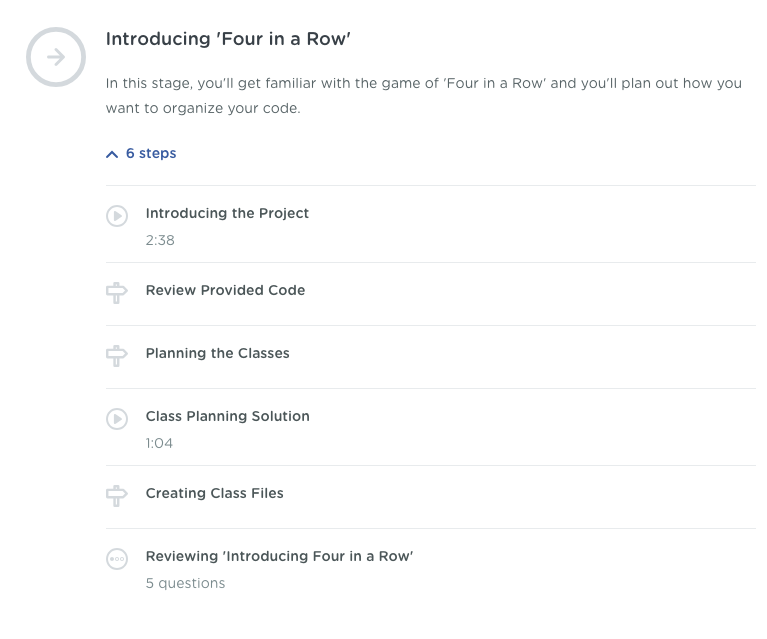 Introducing 'Four in a Row'
In this stage, you'll get familiar with the game of 'Four in a Row' and you'll plan out how you
want to organize your code.
6 steps
Introducing the Project
2:38
Review Provided Code
Planning the Classes
Class Planning Solution
1:04
Creating Class Files
Reviewing 'Introducing Four in a Row'
5 questions